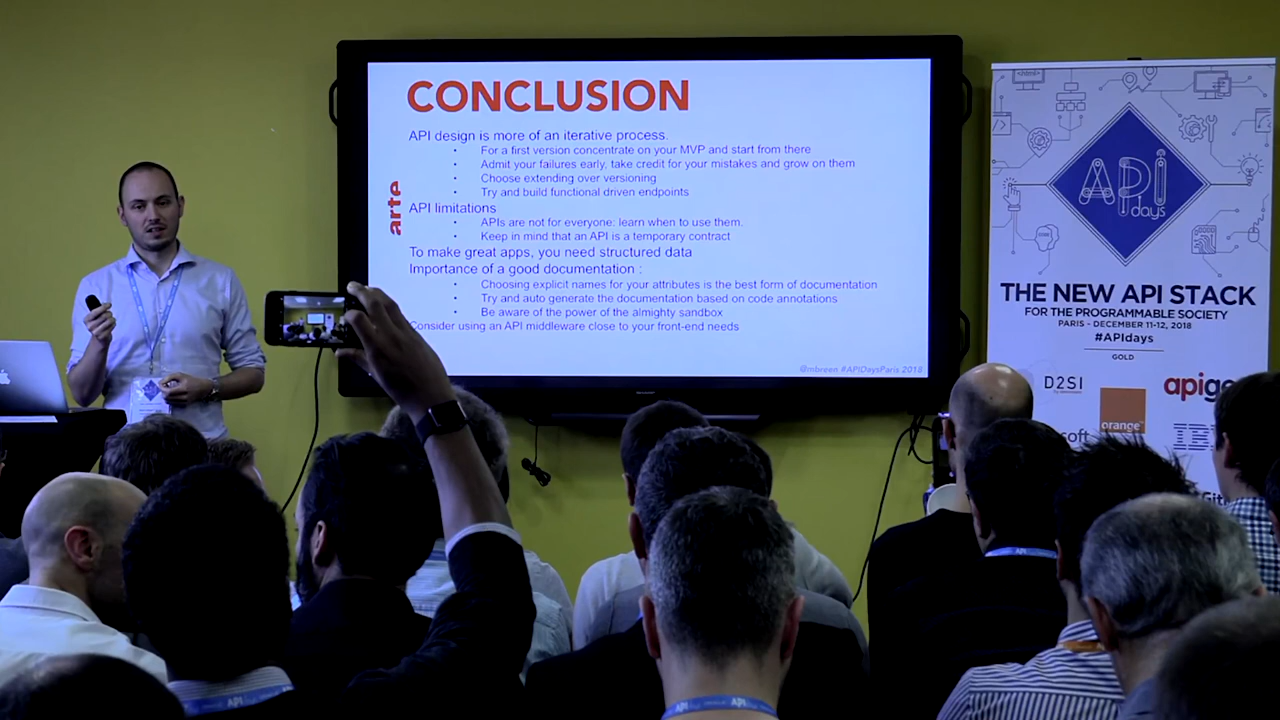 CONCLUSION
API design is more of an iterative process.
• For a first version concentrate on your MVP and start from there
• Admit your failures early, take credit for your mistakes and grow on them
• Choose extending over versioning
• Try and build functional driven endpoints
arte
API limitations
• APIs are not for everyone: learn when to use them.
• Keep in mind that an API is a temporary contract
To make great apps, you need structured data
Importance of a good documentation :
• Choosing explicit names for your attributes is the best form of documentation
• Try and auto generate the documentation based on code annotations
• Be aware of the power of the almighty sandbox
Consider using an API middleware close to your front-end needs
@mbreen #APIDaysParis 2018
<html>
API
days
THE NEW API STACK
FOR THE PROGRAMMABLE SOCIETY
PARIS - DECEMBER 11-12, 2018
#APIdays
GOLD
D2SI
apige
orange
soft
IBM
Git
API
API
API